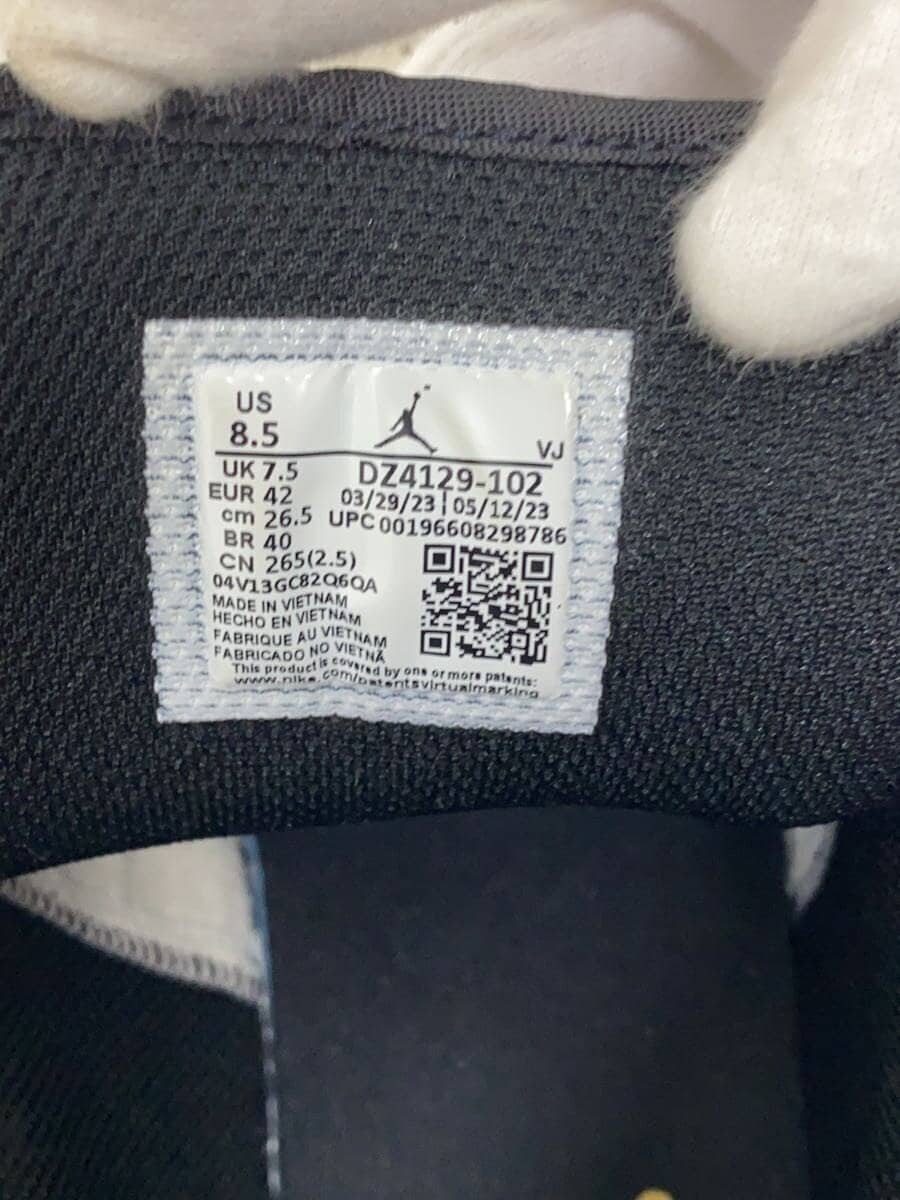 US
8.5
VJ
UK 7.5
DZ4129-102
EUR 42
03/29/23 | 05/12/23
cm 26.5
UPC 00196608298786
BR 40
CN 265(2.5)
04V13GC82Q6QA
MADE IN VIETNAM
HECHO EN VIETNAM
FABRIQUE AU VIETNAM
FABRICADO NO VIETNÃ
This product is covered by one or more patents:
www.nike.com/patentsvirtualmarking